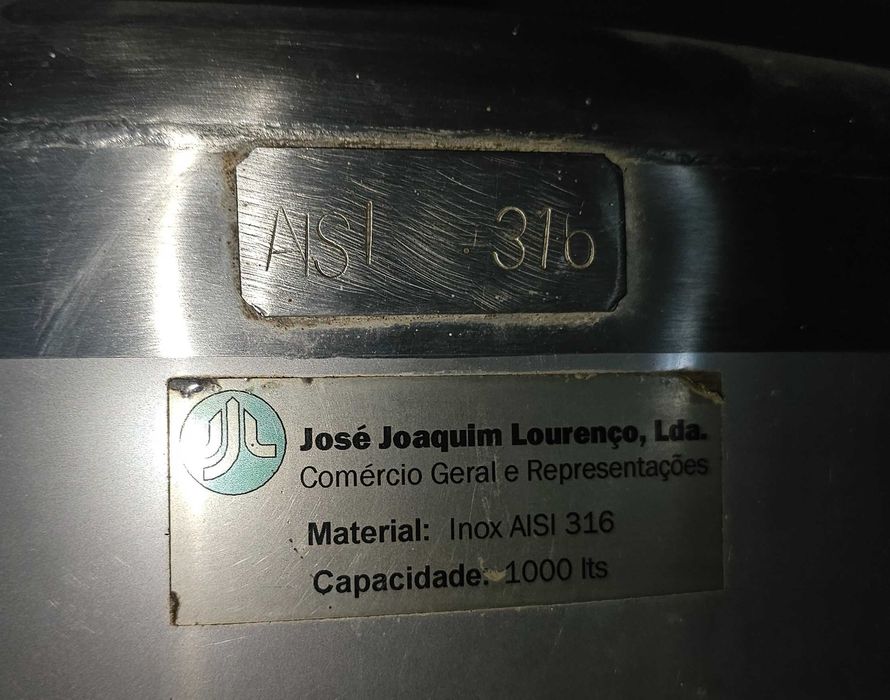 AISI 316
JJL
José Joaquim Lourenço, Lda.
Comércio Geral e Representações
Material: Inox AISI 316
Capacidade: 1000 lts